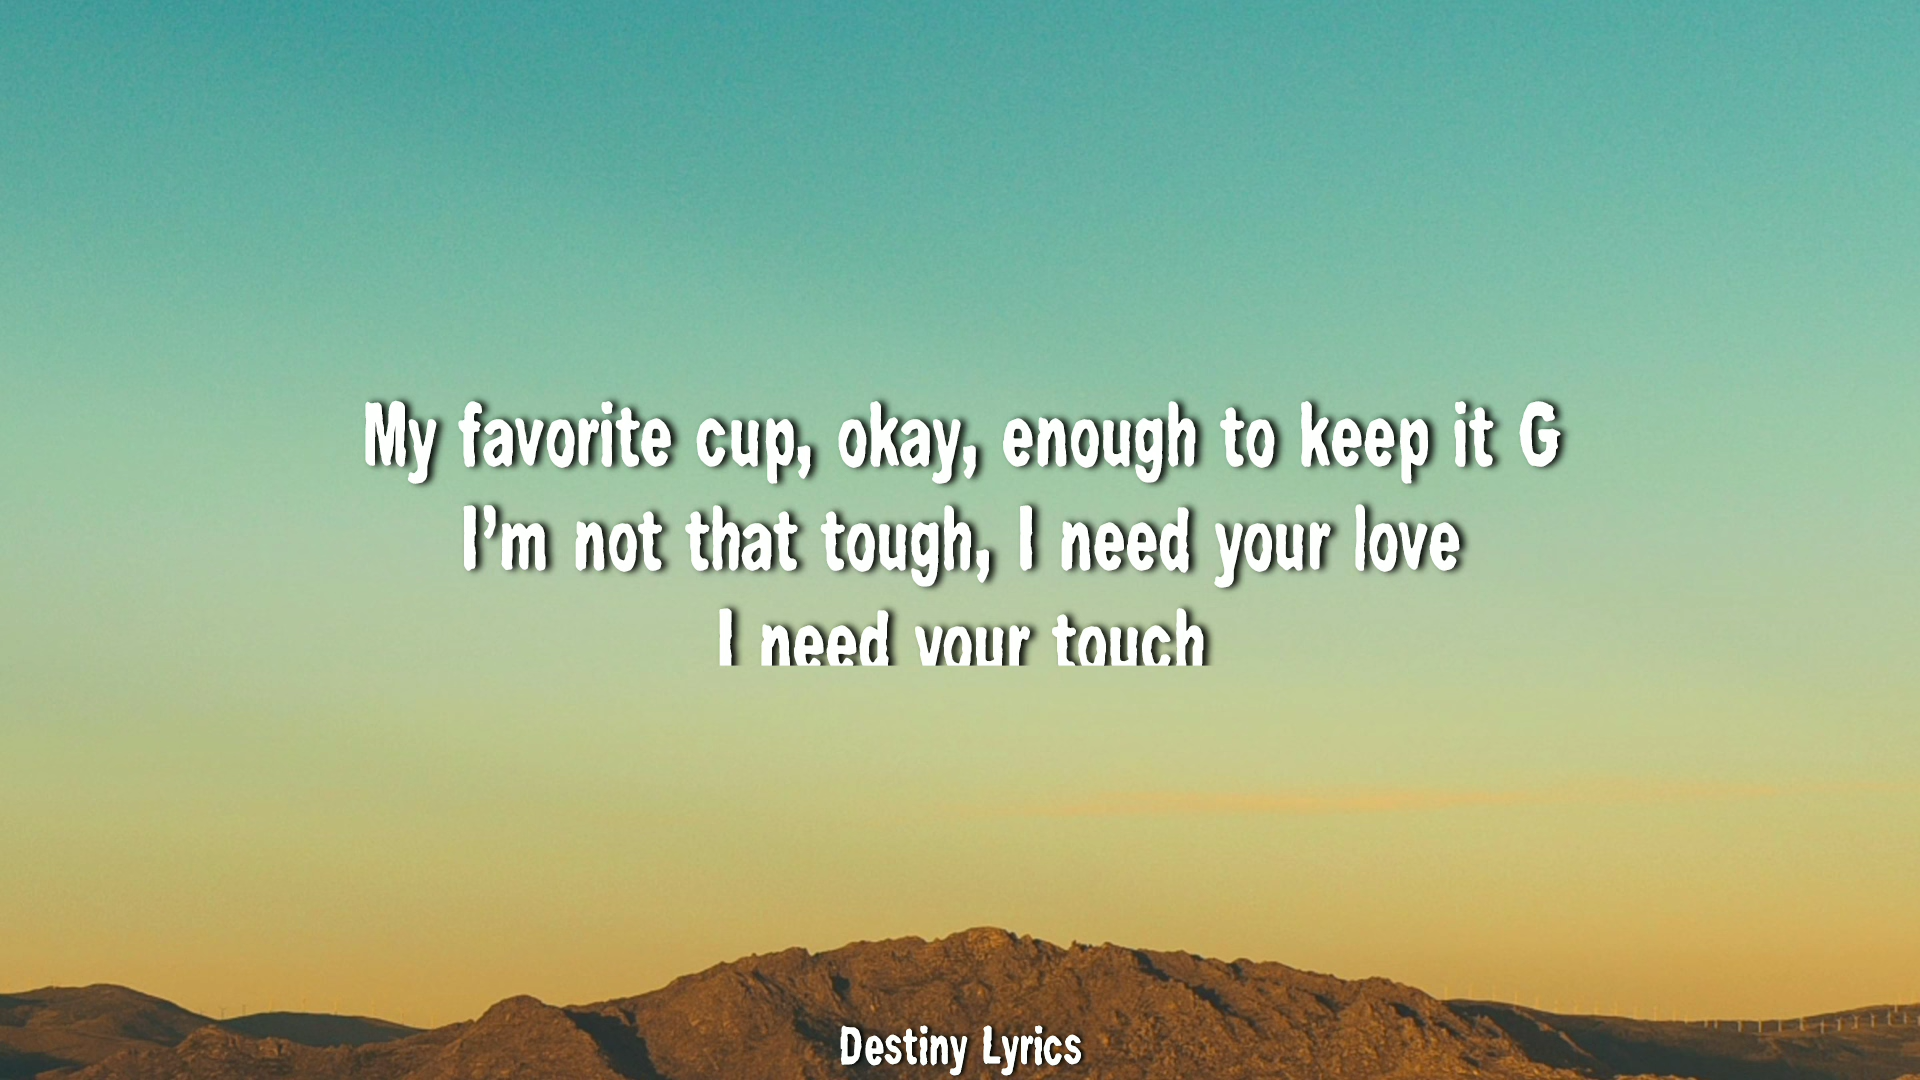 My favorite cup, okay, enough to keep it G
I'm not that tough, I need your love
I need your touch
Destiny Lyrics